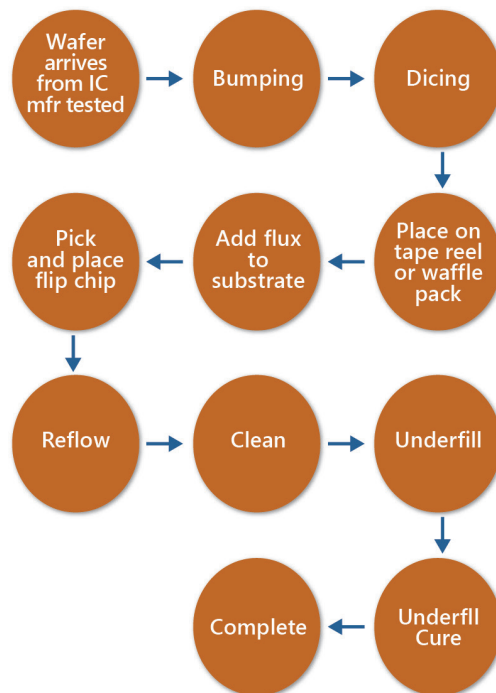 Wafer
arrives
from IC
mfr tested
Bumping
Dicing
Place on
tape reel
or waffle
pack
Add flux
to
substrate
Pick
and place
flip chip
Reflow
Clean
Underfill
Underfll
Cure
Complete